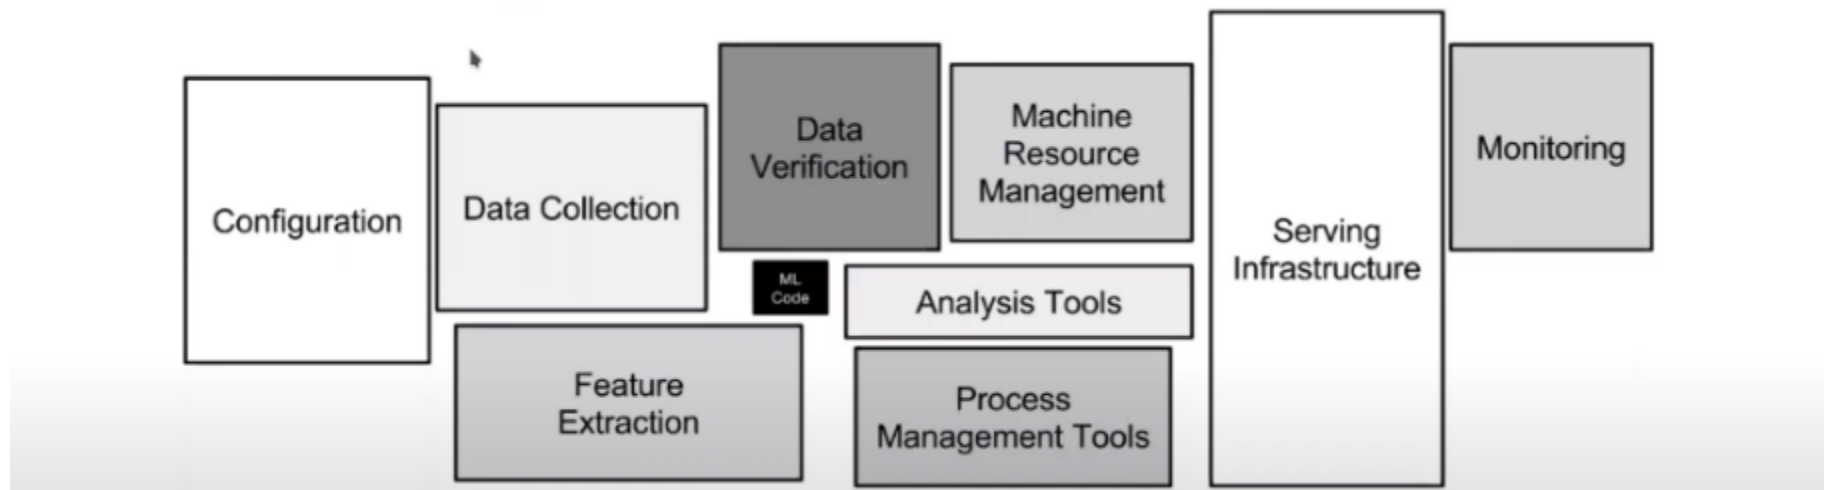 Configuration
Data Collection
Data
Verification
Machine
Resource
Management
Serving
Infrastructure
Monitoring
ML
Code
Analysis Tools
Feature
Extraction
Process
Management Tools